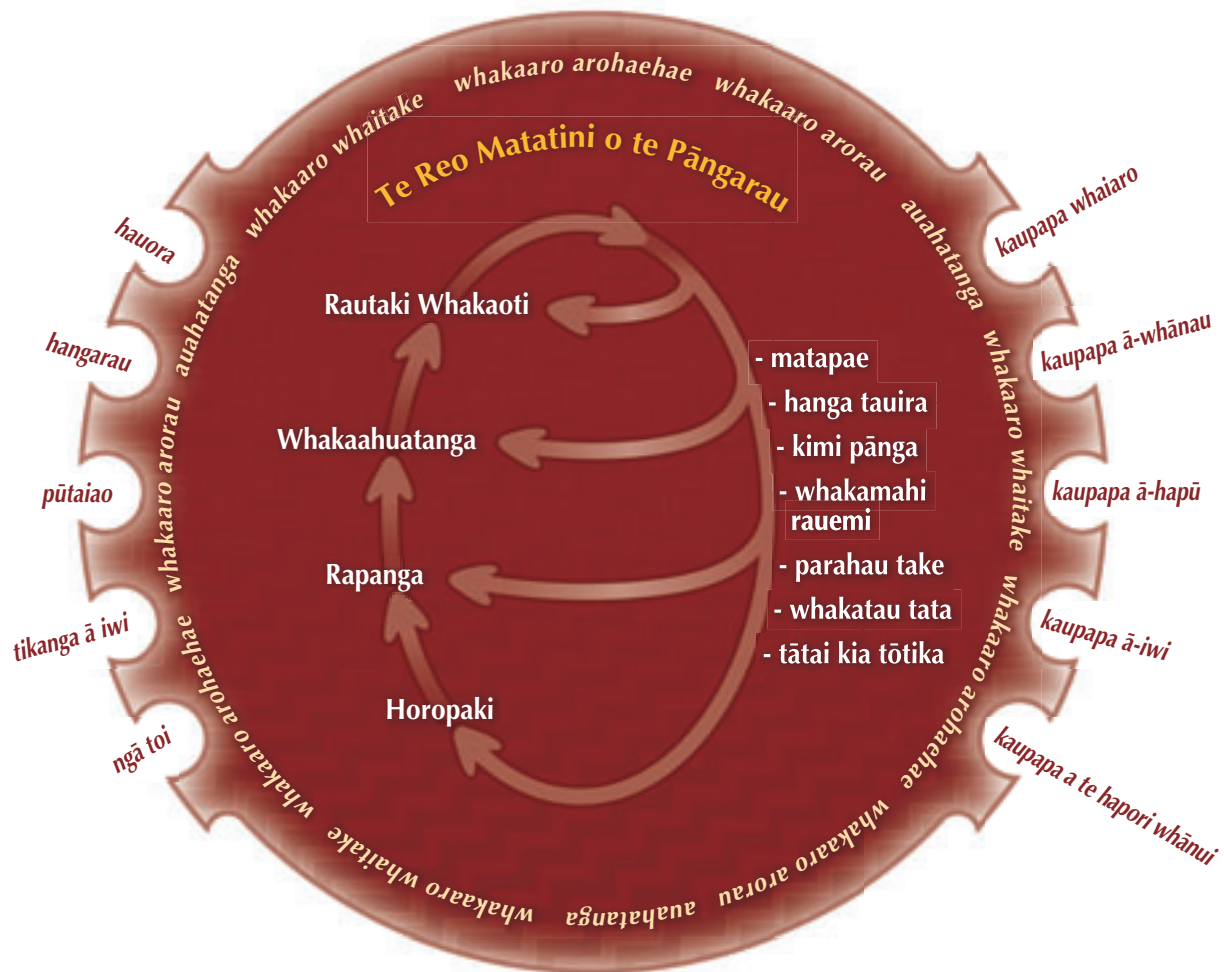 whakaaro whaitake
whakaaro arohaehae
whakaaro arorau
auahatanga
whakaaro whaitake
whakaaro arohaehae
whakaaro arorau
auahatanga
whakaaro whaitake
whakaaro arohaehae
whakaaro arorau
auahatanga
Te Reo Matatini o te Pāngarau
Rautaki Whakaoti
Whakaahuatanga
Rapanga
Horopaki
- matapae
- hanga tauira
- kimi pānga
- whakamahi
rauemi
- parahau take
- whakatau tata
- tātai kia tōtika
hauora
hangarau
pūtaiao
tikanga ā iwi
ngā toi
kaupapa whaiaro
kaupapa ā-whānau
kaupapa ā-hapū
kaupapa ā-iwi
kaupapa a te hapori whānui